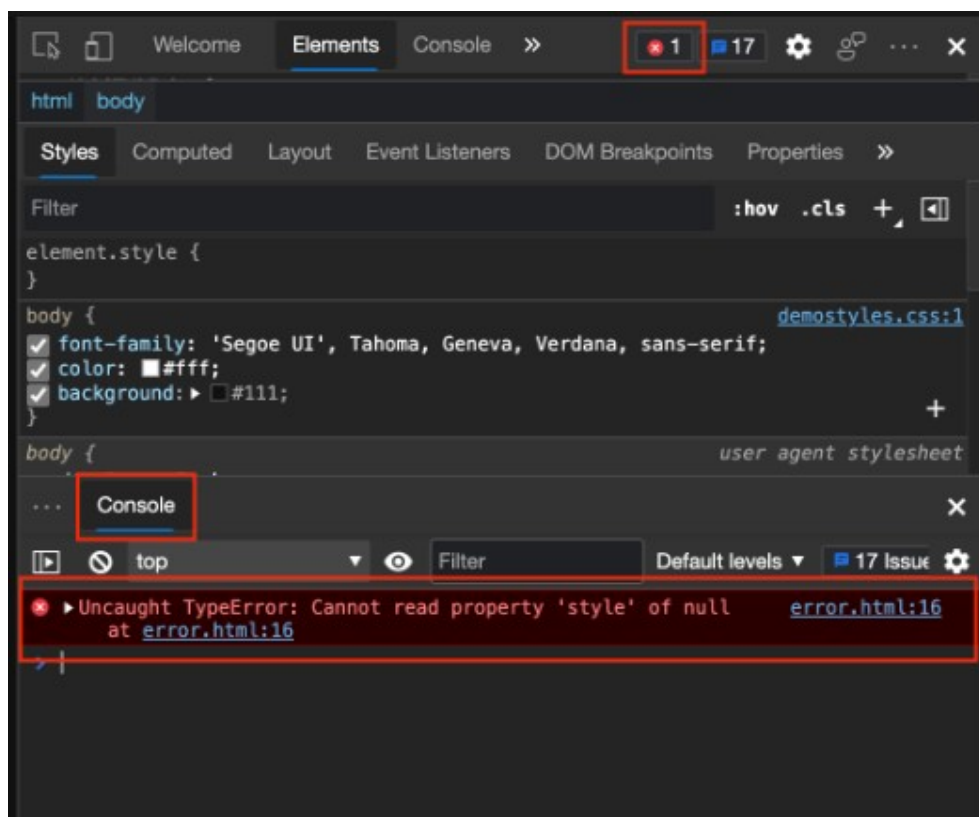 Welcome Elements Console » 1 17 ··· ×
html body
Styles Computed Layout Event Listeners DOM Breakpoints Properties »
Filter :hov .cls +
element.style {
}
body { demostyles.css:1
font-family: 'Segoe UI', Tahoma, Geneva, Verdana, sans-serif;
color: #fff;
background: #111;
} +
body { user agent stylesheet
··· Console ×
top Filter Default levels ▼ 17 Issue
Uncaught TypeError: Cannot read property 'style' of null error.html:16
at error.html:16
>